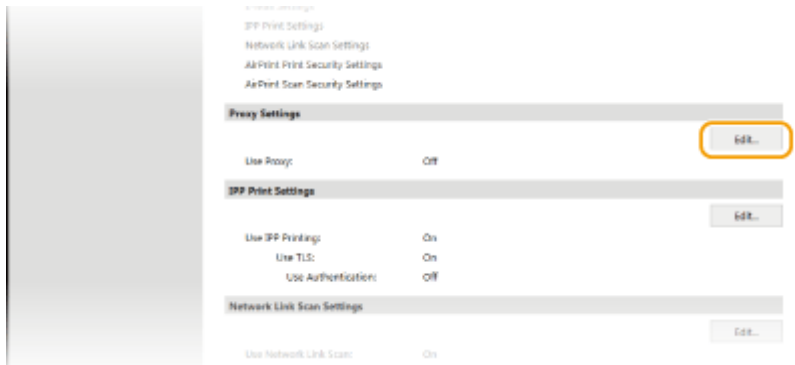 IPP Print Settings
Network Link Scan Settings
AirPrint Print Security Settings
AirPrint Scan Security Settings
Proxy Settings
Edit...
Use Proxy: Off
IPP Print Settings
Edit...
Use IPP Printing: On
Use TLS: On
Use Authentication: Off
Network Link Scan Settings
Edit...
Use Network Link Scan: On